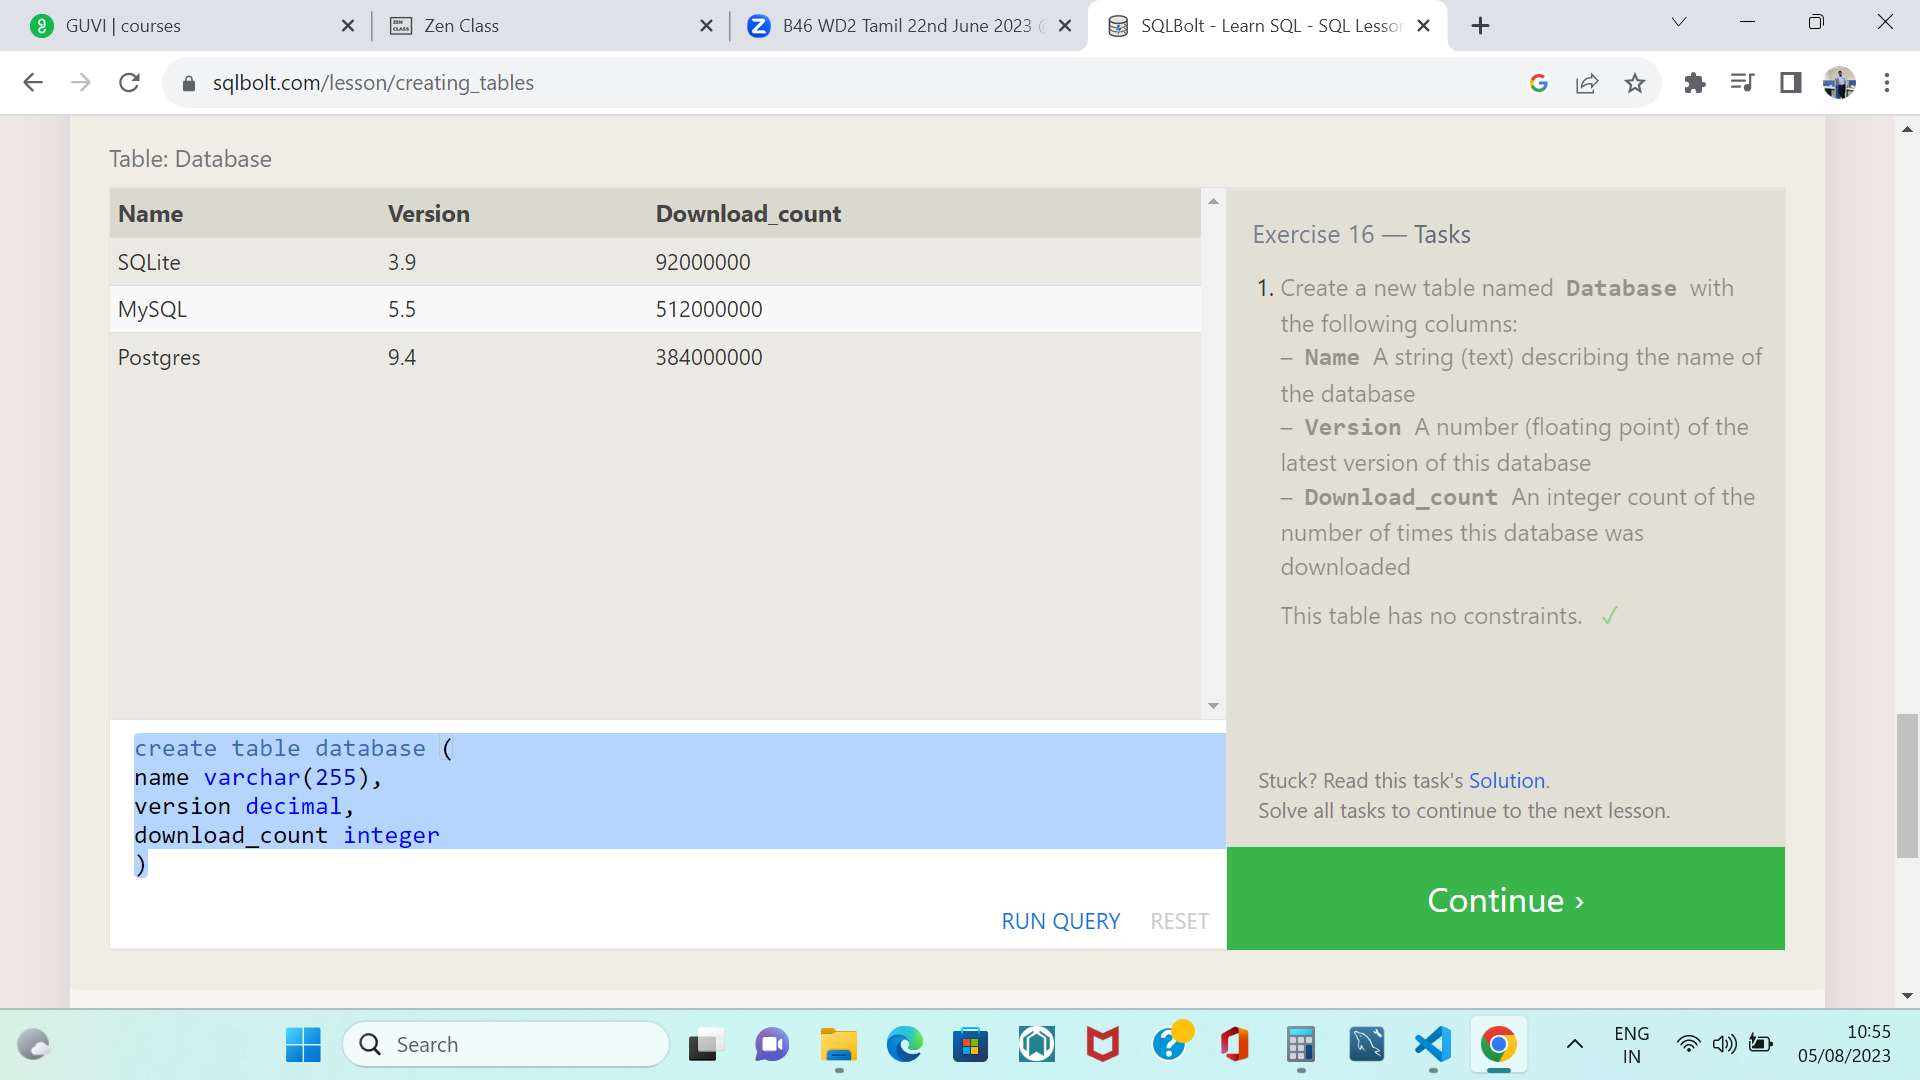 GUVI | courses
Zen Class
B46 WD2 Tamil 22nd June 2023
SQLBolt - Learn SQL - SQL Lesson
sqlbolt.com/lesson/creating_tables
Table: Database
Name Version Download_count
SQLite 3.9 92000000
MySQL 5.5 512000000
Postgres 9.4 384000000
Exercise 16 — Tasks
1. Create a new table named Database with
the following columns:
– Name A string (text) describing the name of
the database
– Version A number (floating point) of the
latest version of this database
– Download_count An integer count of the
number of times this database was
downloaded
This table has no constraints. ✓
Stuck? Read this task's Solution.
Solve all tasks to continue to the next lesson.
Continue ›
create table database (
name varchar(255),
version decimal,
download_count integer
)
RUN QUERY RESET
Search
ENG
IN
10:55
05/08/2023